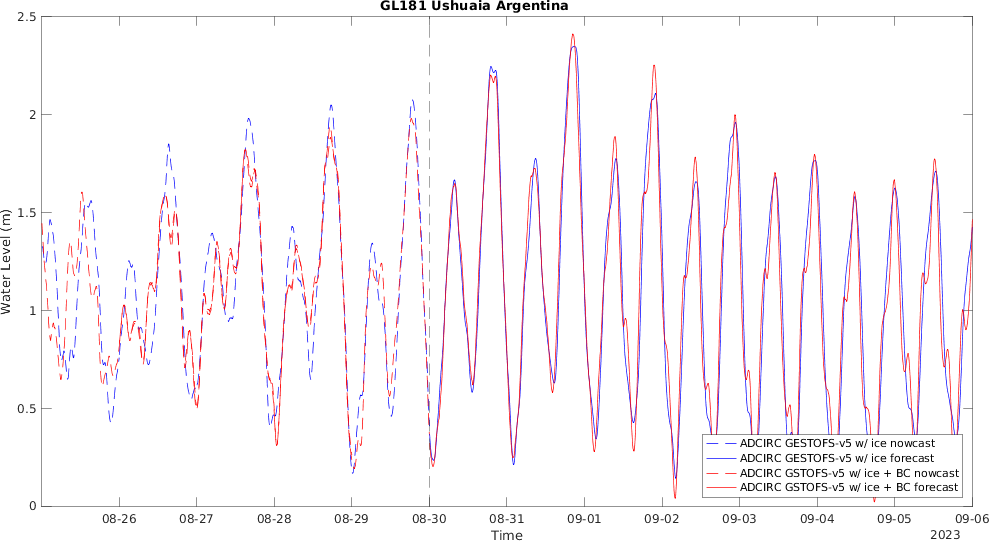 GL181 Ushuaia Argentina
2.5
2
1.5
1
0.5
0
Water Level (m)
ADCIRC GESTOFS-v5 w/ ice nowcast
ADCIRC GESTOFS-v5 w/ ice forecast
ADCIRC GSTOFS-v5 w/ ice + BC nowcast
ADCIRC GSTOFS-v5 w/ ice + BC forecast
08-26 08-27 08-28 08-29 08-30 08-31 09-01 09-02 09-03 09-04 09-05 09-06
Time
2023